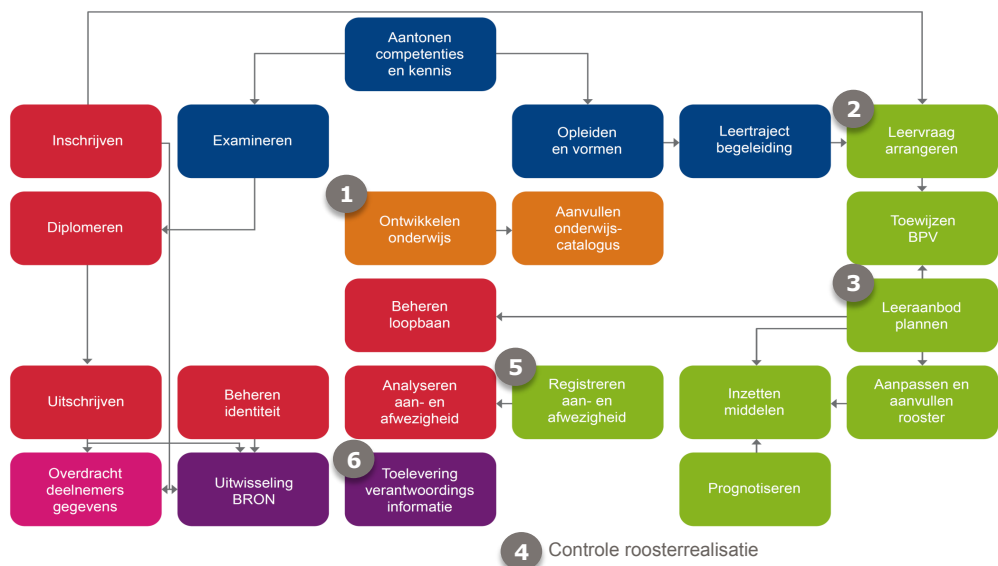 Aantonen
competenties
en kennis
Inschrijven
Examineren
Opleiden
en vormen
Leertraject
begeleiding
2
Leervraag
arrangeren
1
Diplomeren
Ontwikkelen
onderwijs
Aanvullen
onderwijs-
catalogus
Toewijzen
BPV
3
Beheren
loopbaan
Leeraanbod
plannen
5
Uitschrijven
Beheren
identiteit
Analyseren
aan- en
afwezigheid
Registreren
aan- en
afwezigheid
Inzetten
middelen
Aanpassen en
aanvullen
rooster
6
Overdracht
deelnemers
gegevens
Uitwisseling
BRON
Toelevering
verantwoordings
informatie
Prognotiseren
4 Controle roosterrealisatie